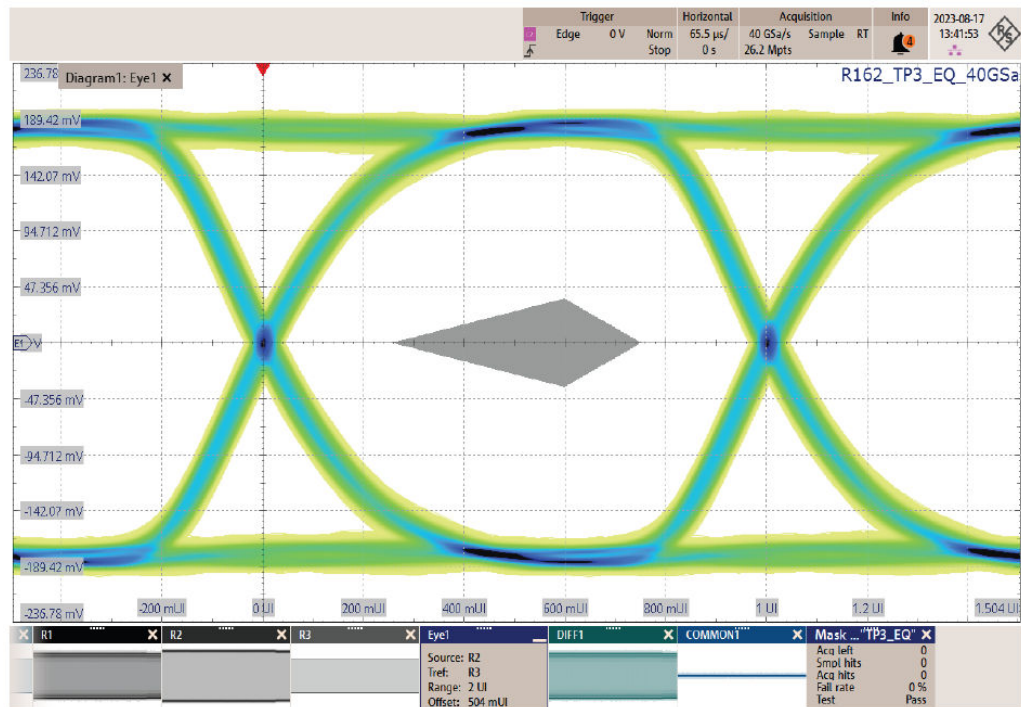 Trigger
Horizontal
Acquisition
Info
2023-08-17
Edge 0 V Norm
65.5 µs/
40 GSa/s Sample RT
4
13:41:53
Stop
0 s
26.2 Mpts
R&S
236.78
Diagram1: Eye1 ×
R162_TP3_EQ_40GSa
189.42 mV
142.07 mV
94.712 mV
47.356 mV
E1 V
-47.356 mV
-94.712 mV
-142.07 mV
-189.42 mV
-236.78 mV
-200 mUI
0 UI
200 mUI
400 mUI
600 mUI
800 mUI
1 UI
1.2 UI
1.504 UI
R1
R2
R3
Eye1
DIFF1
COMMON1
Mask ..."TP3_EQ"
Source: R2
Tref: R3
Range: 2 UI
Offset: 504 mUI
Acq left 0
Smpl hits 0
Acq hits 0
Fail rate 0 %
Test Pass